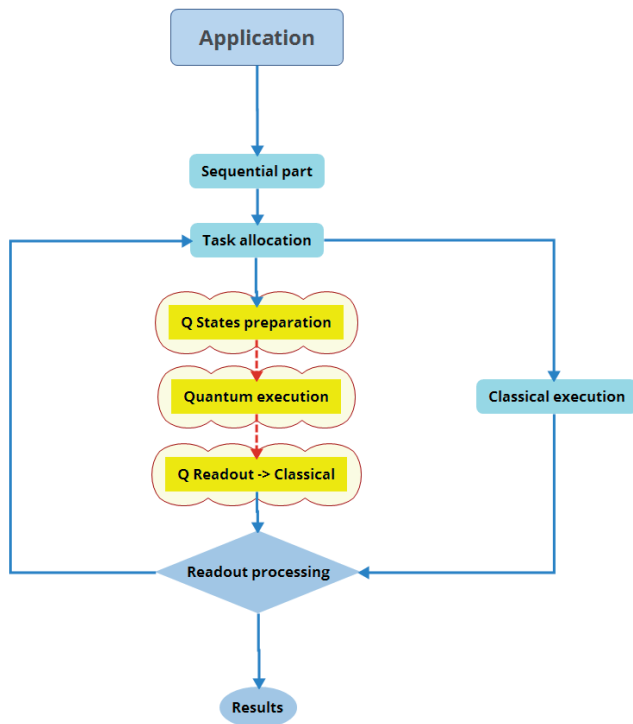 Application
Sequential part
Task allocation
Q States preparation
Quantum execution
Classical execution
Q Readout -> Classical
Readout processing
Results